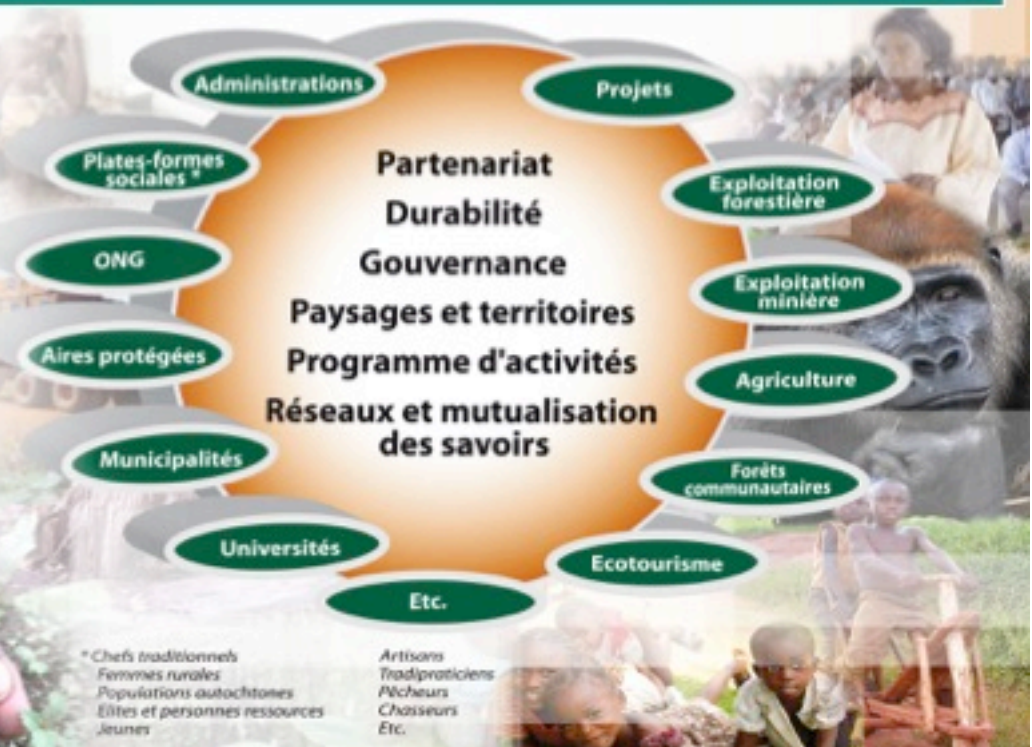 Administrations
Projets
Plates-formes
sociales *
Exploitation
forestière
ONG
Exploitation
minière
Aires protégées
Agriculture
Municipalités
Forêts
communautaires
Universités
Ecotourisme
Etc.
Partenariat
Durabilité
Gouvernance
Paysages et territoires
Programme d'activités
Réseaux et mutualisation
des savoirs
* Chefs traditionnels
Femmes rurales
Populations autochtones
Elites et personnes ressources
Jeunes
Artisans
Tradipraticiens
Pêcheurs
Chasseurs
Etc.